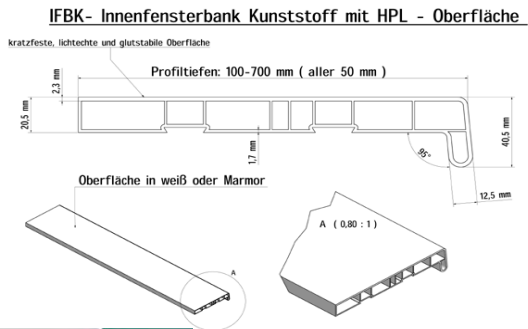 IFBK- Innenfensterbank Kunststoff mit HPL - Oberfläche
kratzfeste, lichtechte und glutstabile Oberfläche
Profiltiefen: 100-700 mm ( aller 50 mm )
2,3 mm
20,5 mm
1,7 mm
95°
40,5 mm
12,5 mm
Oberfläche in weiß oder Marmor
A ( 0,80 : 1 )
A